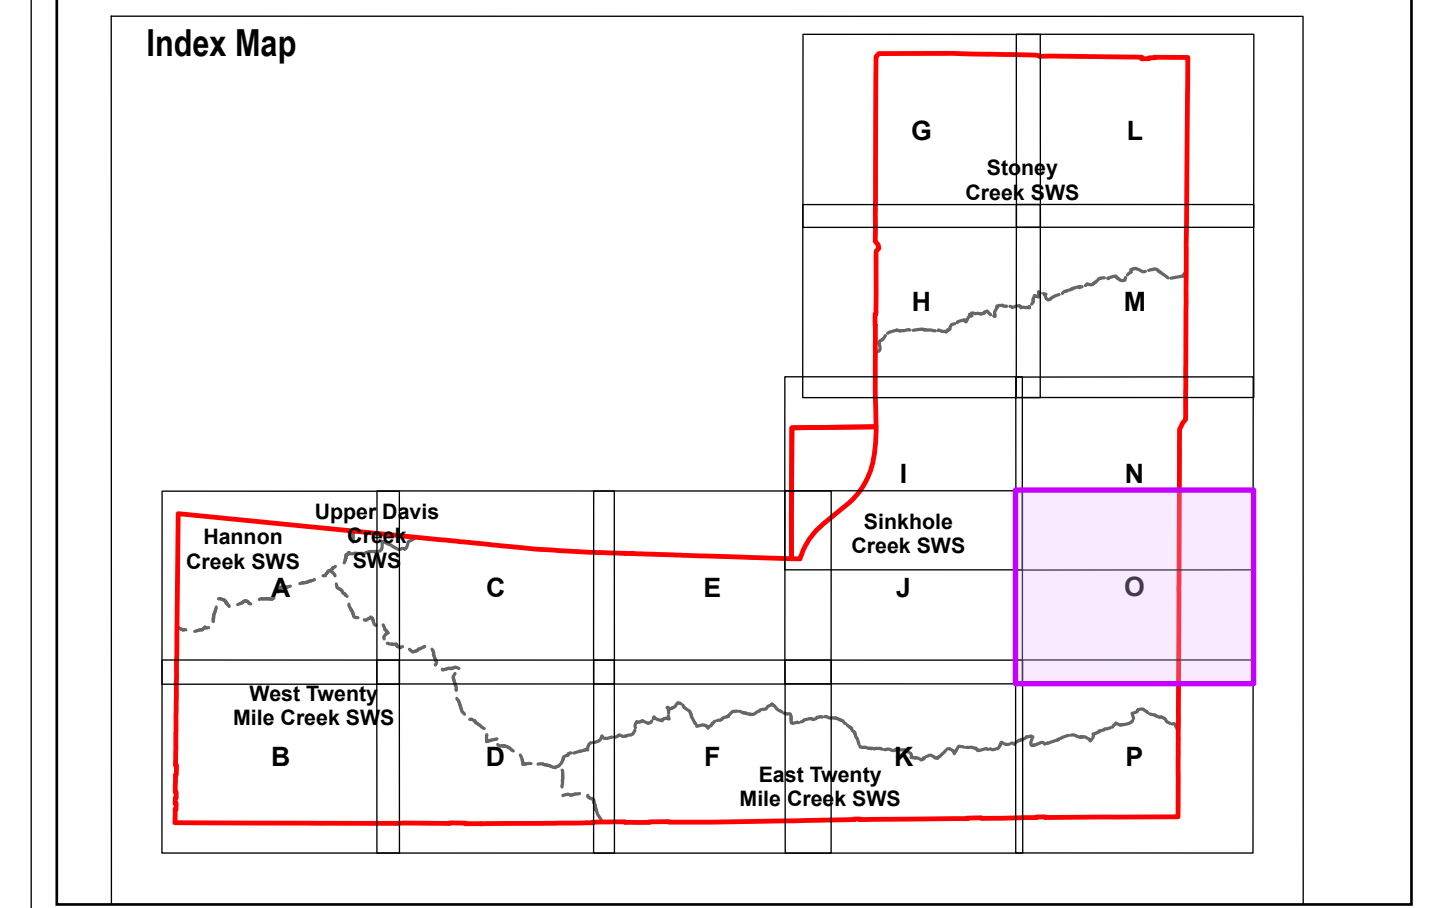 Index Map
G
L
Stoney
Creek SWS
H
M
I
N
Upper Davis
Creek
SWS
Hannon
Creek SWS
Sinkhole
Creek SWS
A
C
E
J
O
West Twenty
Mile Creek SWS
B
D
F
K
P
East Twenty
Mile Creek SWS